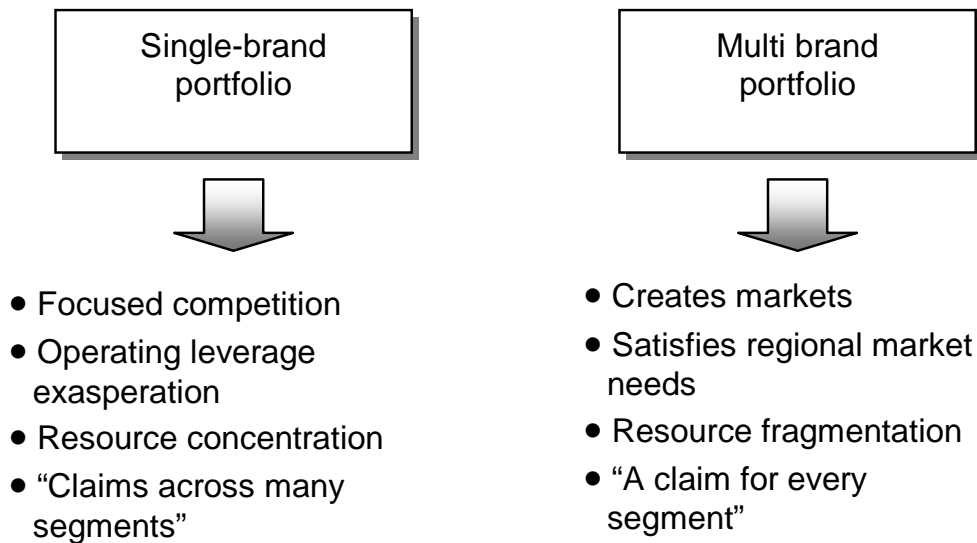 Single-brand
portfolio
● Focused competition
● Operating leverage
exasperation
● Resource concentration
● “Claims across many
segments”
Multi brand
portfolio
● Creates markets
● Satisfies regional market
needs
● Resource fragmentation
● “A claim for every
segment”